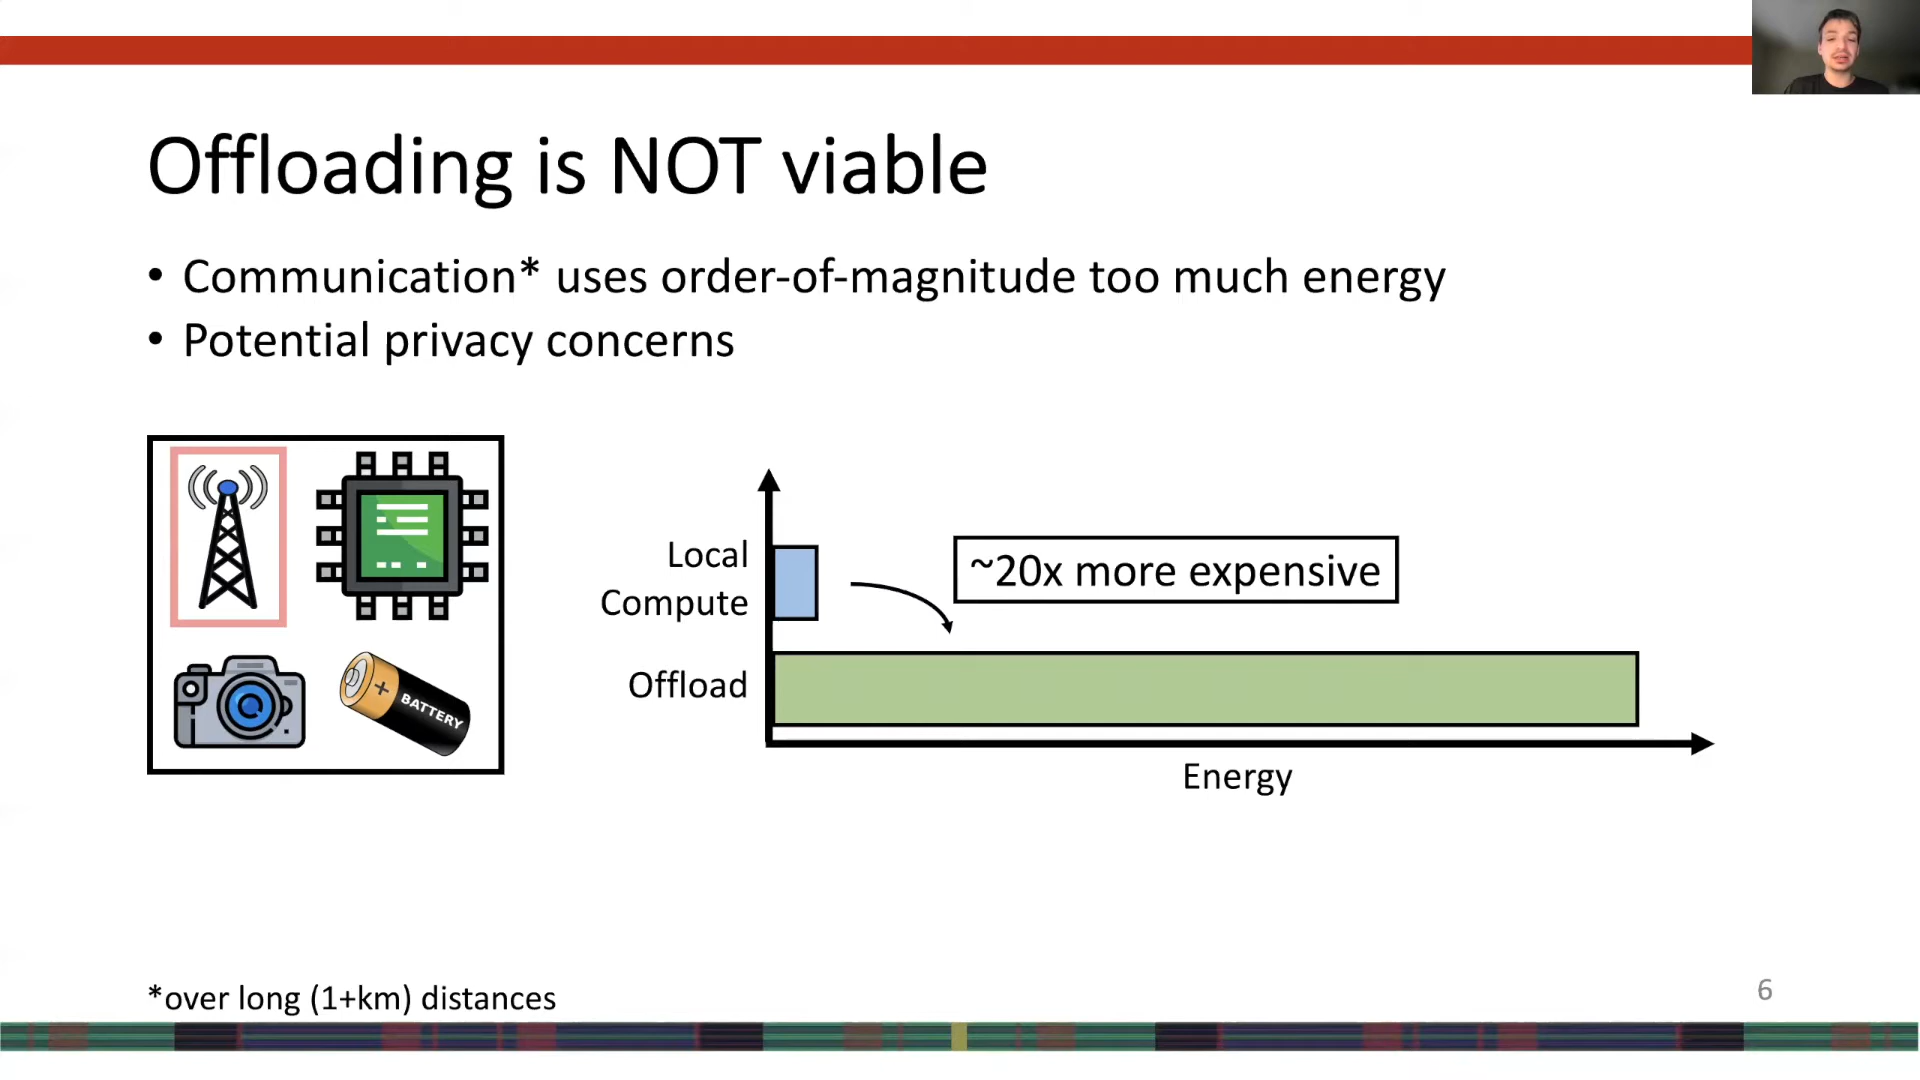 Offloading is NOT viable
• Communication* uses order-of-magnitude too much energy
• Potential privacy concerns
BATTERY
Local
Compute
~20x more expensive
Offload
Energy
*over long (1+km) distances
6